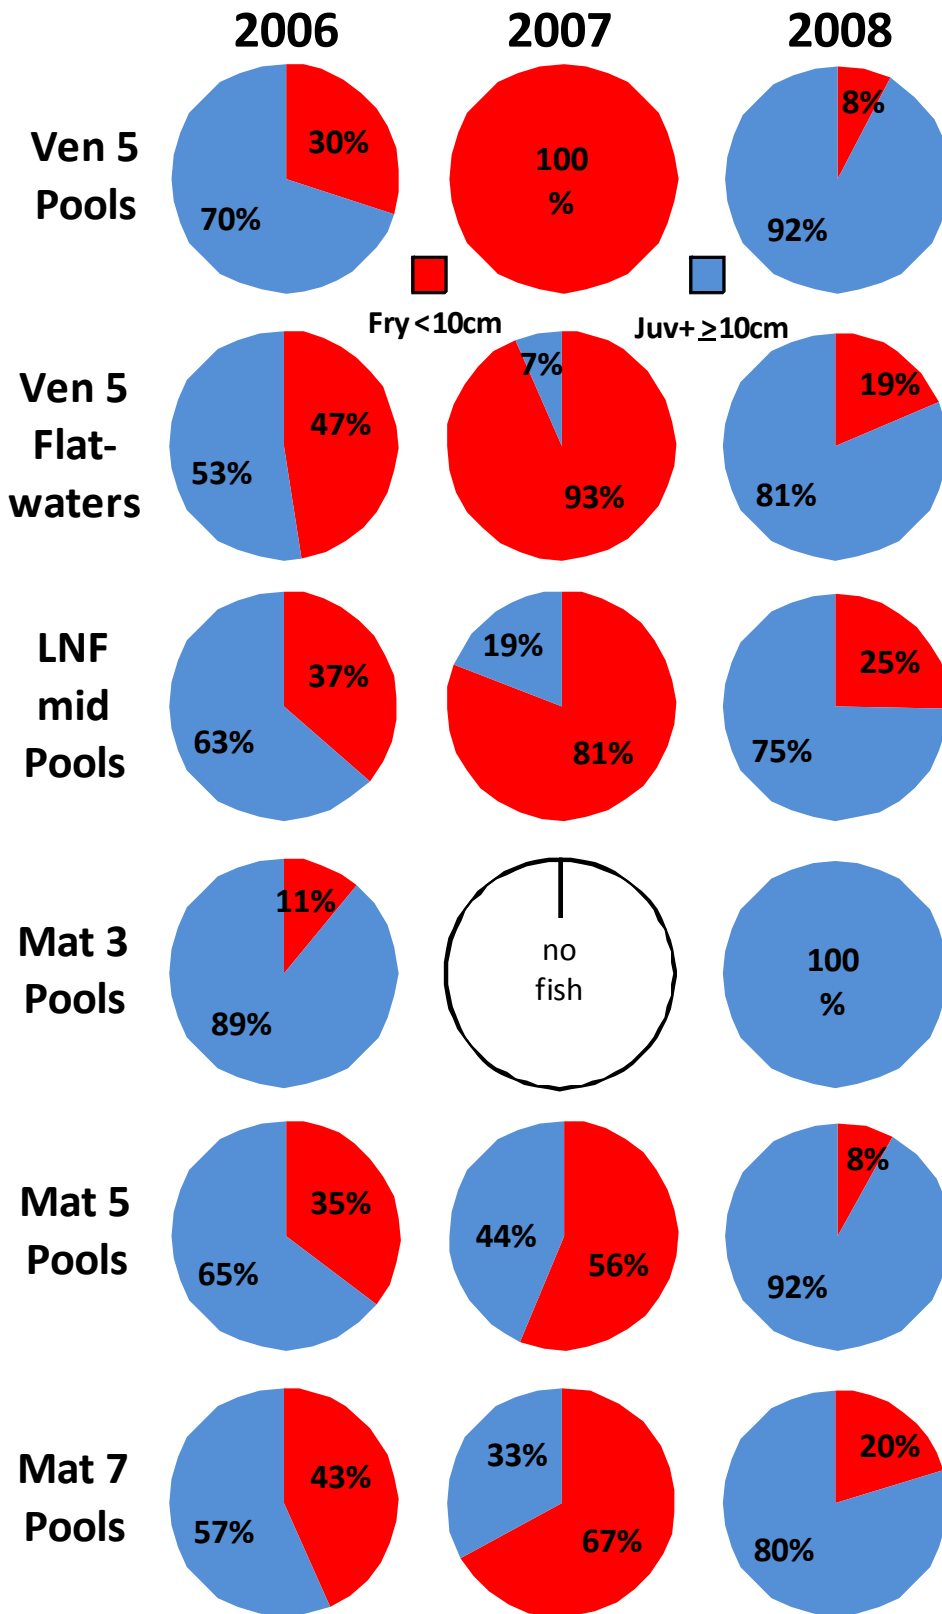 2006 2007 2008
Ven 5
Pools
30%
70%
100
%
8%
92%
Fry <10cm
Juv+ ≥10cm
Ven 5
Flat-
waters
47%
53%
7%
93%
19%
81%
LNF
mid
Pools
37%
63%
19%
81%
25%
75%
Mat 3
Pools
11%
89%
no
fish
100
%
Mat 5
Pools
35%
65%
44%
56%
8%
92%
Mat 7
Pools
43%
57%
33%
67%
20%
80%